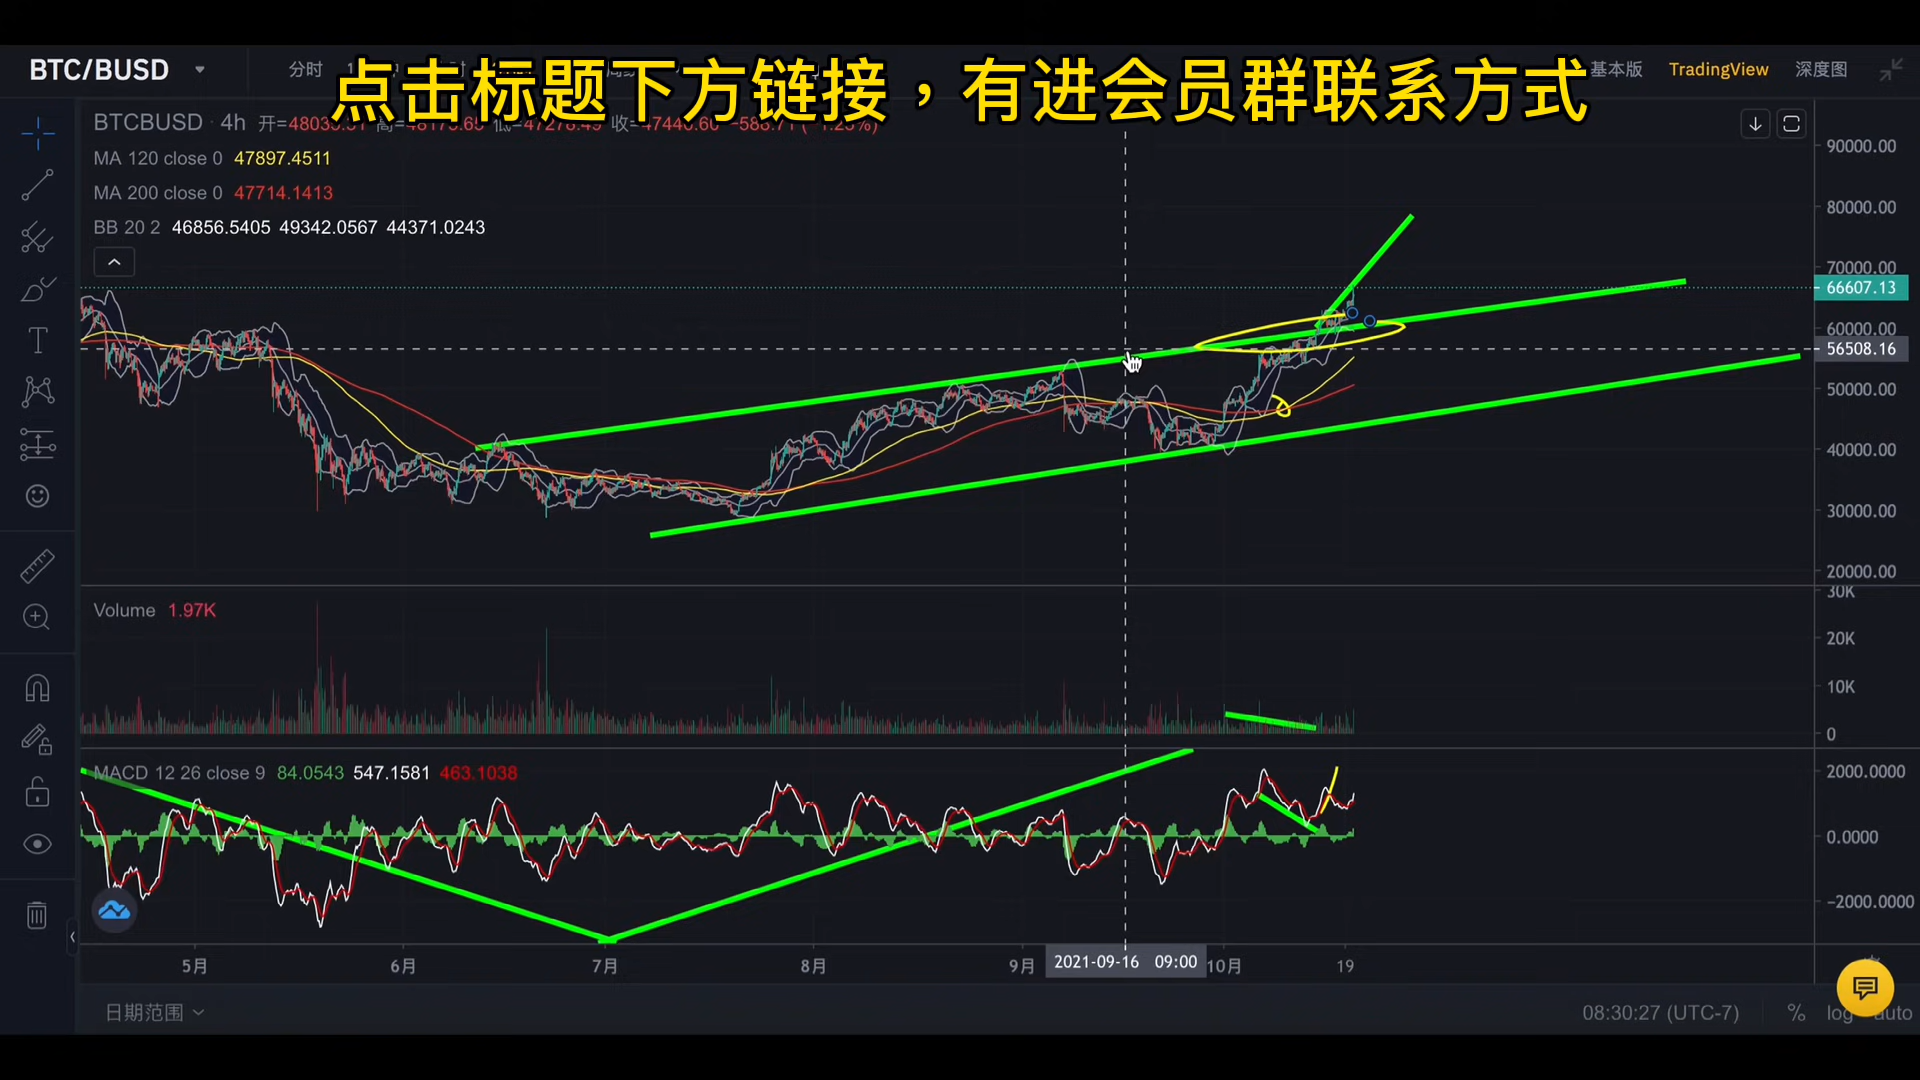 点击标题下方链接，有进会员群联系方式
BTC/BUSD 分时
基本版 TradingView 深度图
BTCBUSD · 4h
MA 120 close 0 47897.4511
MA 200 close 0 47714.1413
BB 20 2 46856.5405 49342.0567 44371.0243
90000.00
80000.00
70000.00
66607.13
60000.00
56508.16
50000.00
40000.00
30000.00
20000.00
Volume 1.97K
30K
20K
10K
0
MACD 12 26 close 9 84.0543 547.1581 463.1038
2000.0000
0.0000
-2000.0000
5月 6月 7月 8月 9月 2021-09-16 09:00 10月 19
日期范围 08:30:27 (UTC-7) % log auto